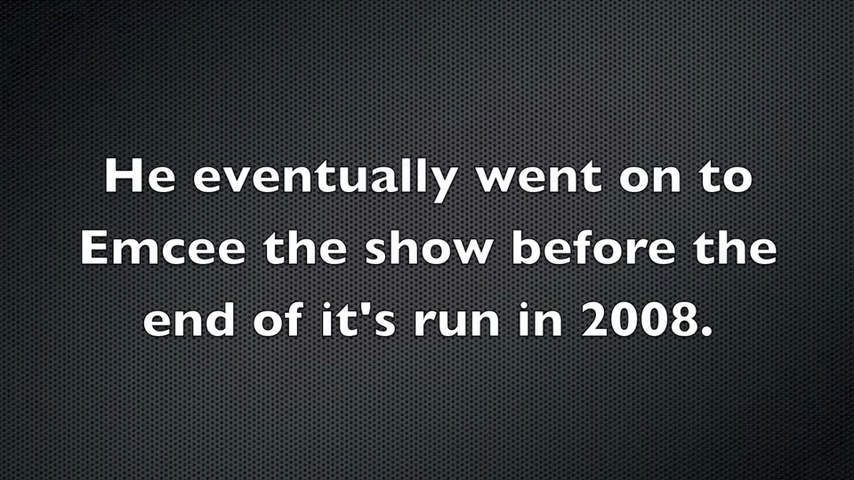 He eventually went on to
Emcee the show before the
end of it's run in 2008.